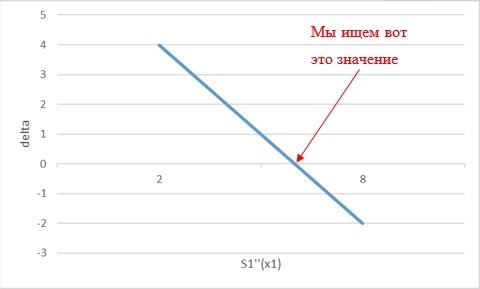 Мы ищем вот
это значение
5
4
3
2
1
0
-1
-2
-3
delta
2
8
S1''(x1)